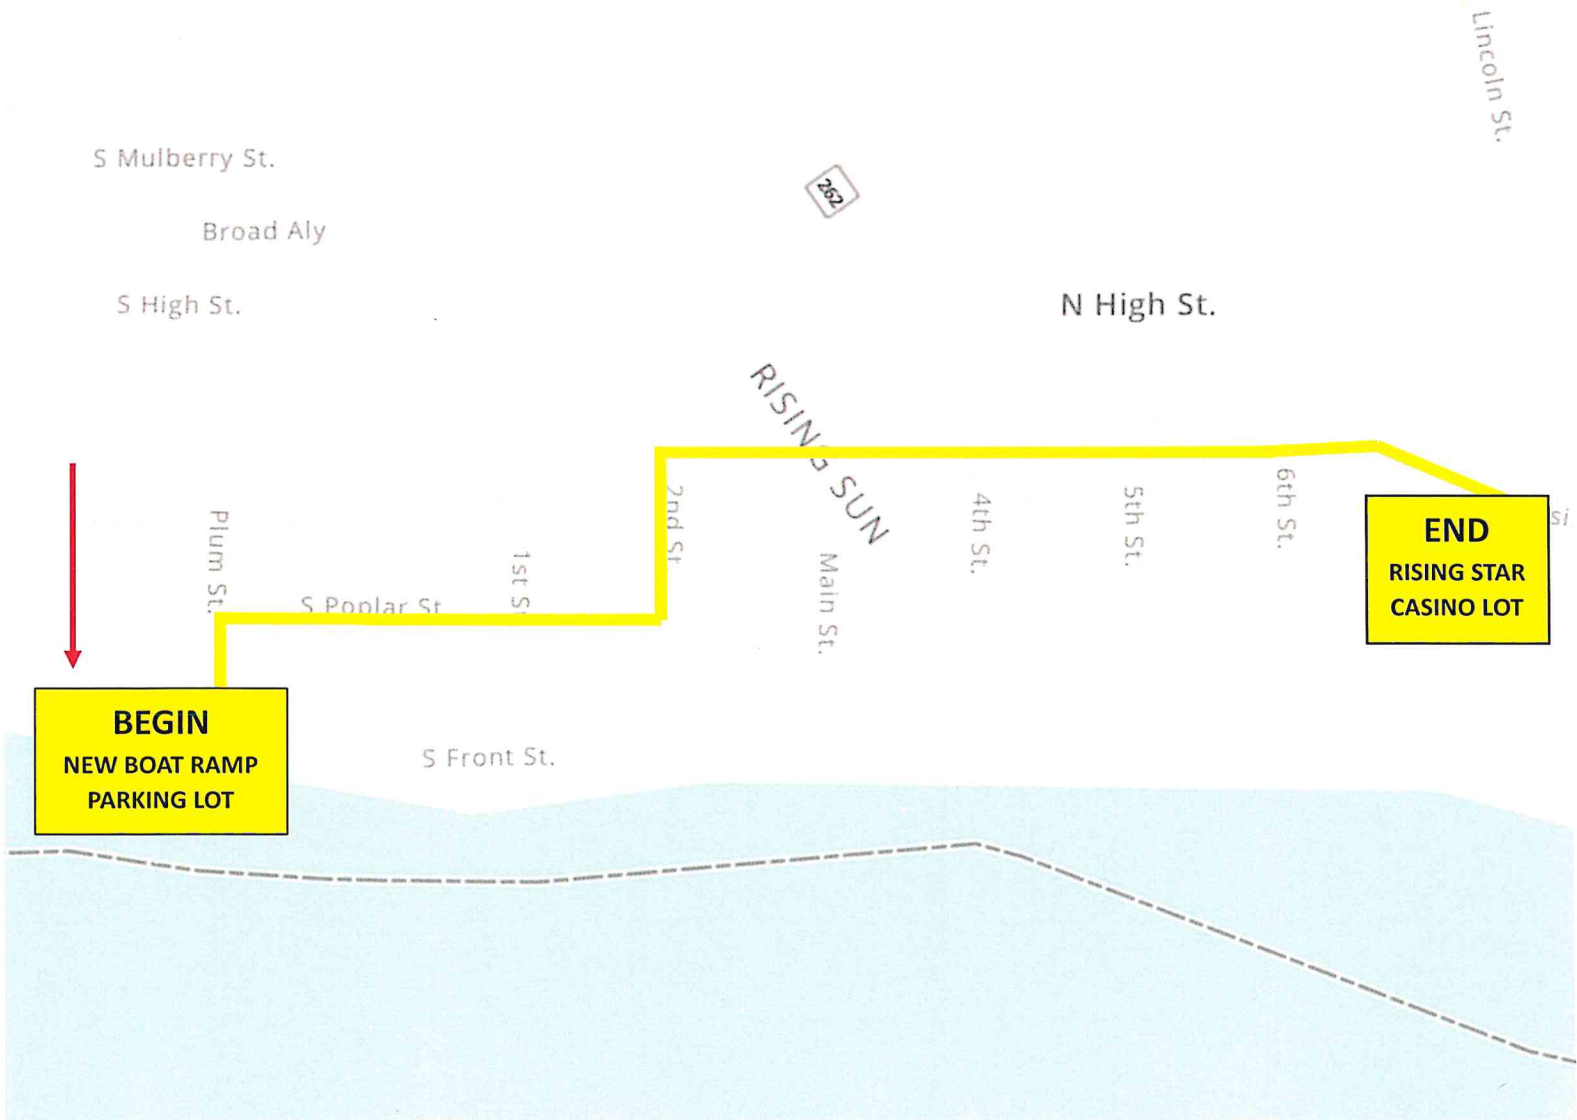 Lincoln St.
S Mulberry St.
262
Broad Aly
S High St.
N High St.
RISING SUN
Plum St.
1st St
2nd St
Main St.
4th St.
5th St.
6th St.
S Poplar St
END
RISING STAR
CASINO LOT
si
BEGIN
NEW BOAT RAMP
PARKING LOT
S Front St.